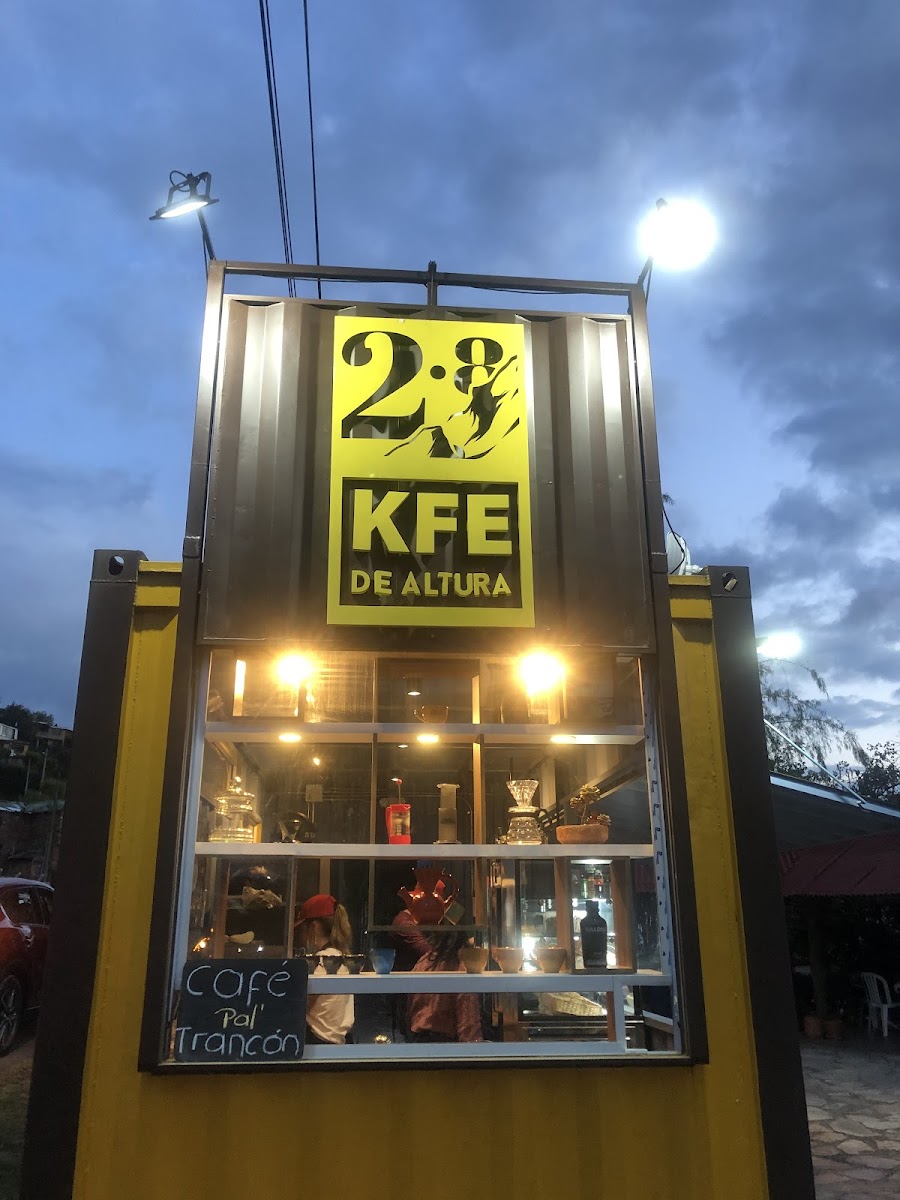 2.8
KFE
DE ALTURA
Café
Pal'
Trancón